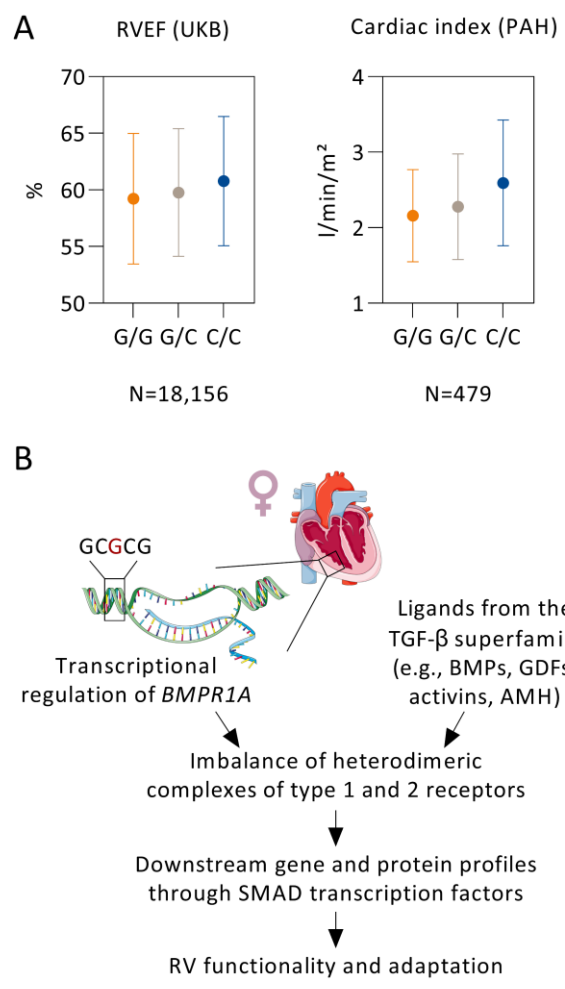 A
RVEF (UKB)
Cardiac index (PAH)
70
65
60
55
50
%
G/G G/C C/C
N=18,156
4
3
2
1
l/min/m²
G/G G/C C/C
N=479
B
GCGCG
Transcriptional
regulation of BMPR1A
Ligands from the
TGF-β superfami
(e.g., BMPs, GDFs
activins, AMH)
Imbalance of heterodimeric
complexes of type 1 and 2 receptors
Downstream gene and protein profiles
through SMAD transcription factors
RV functionality and adaptation